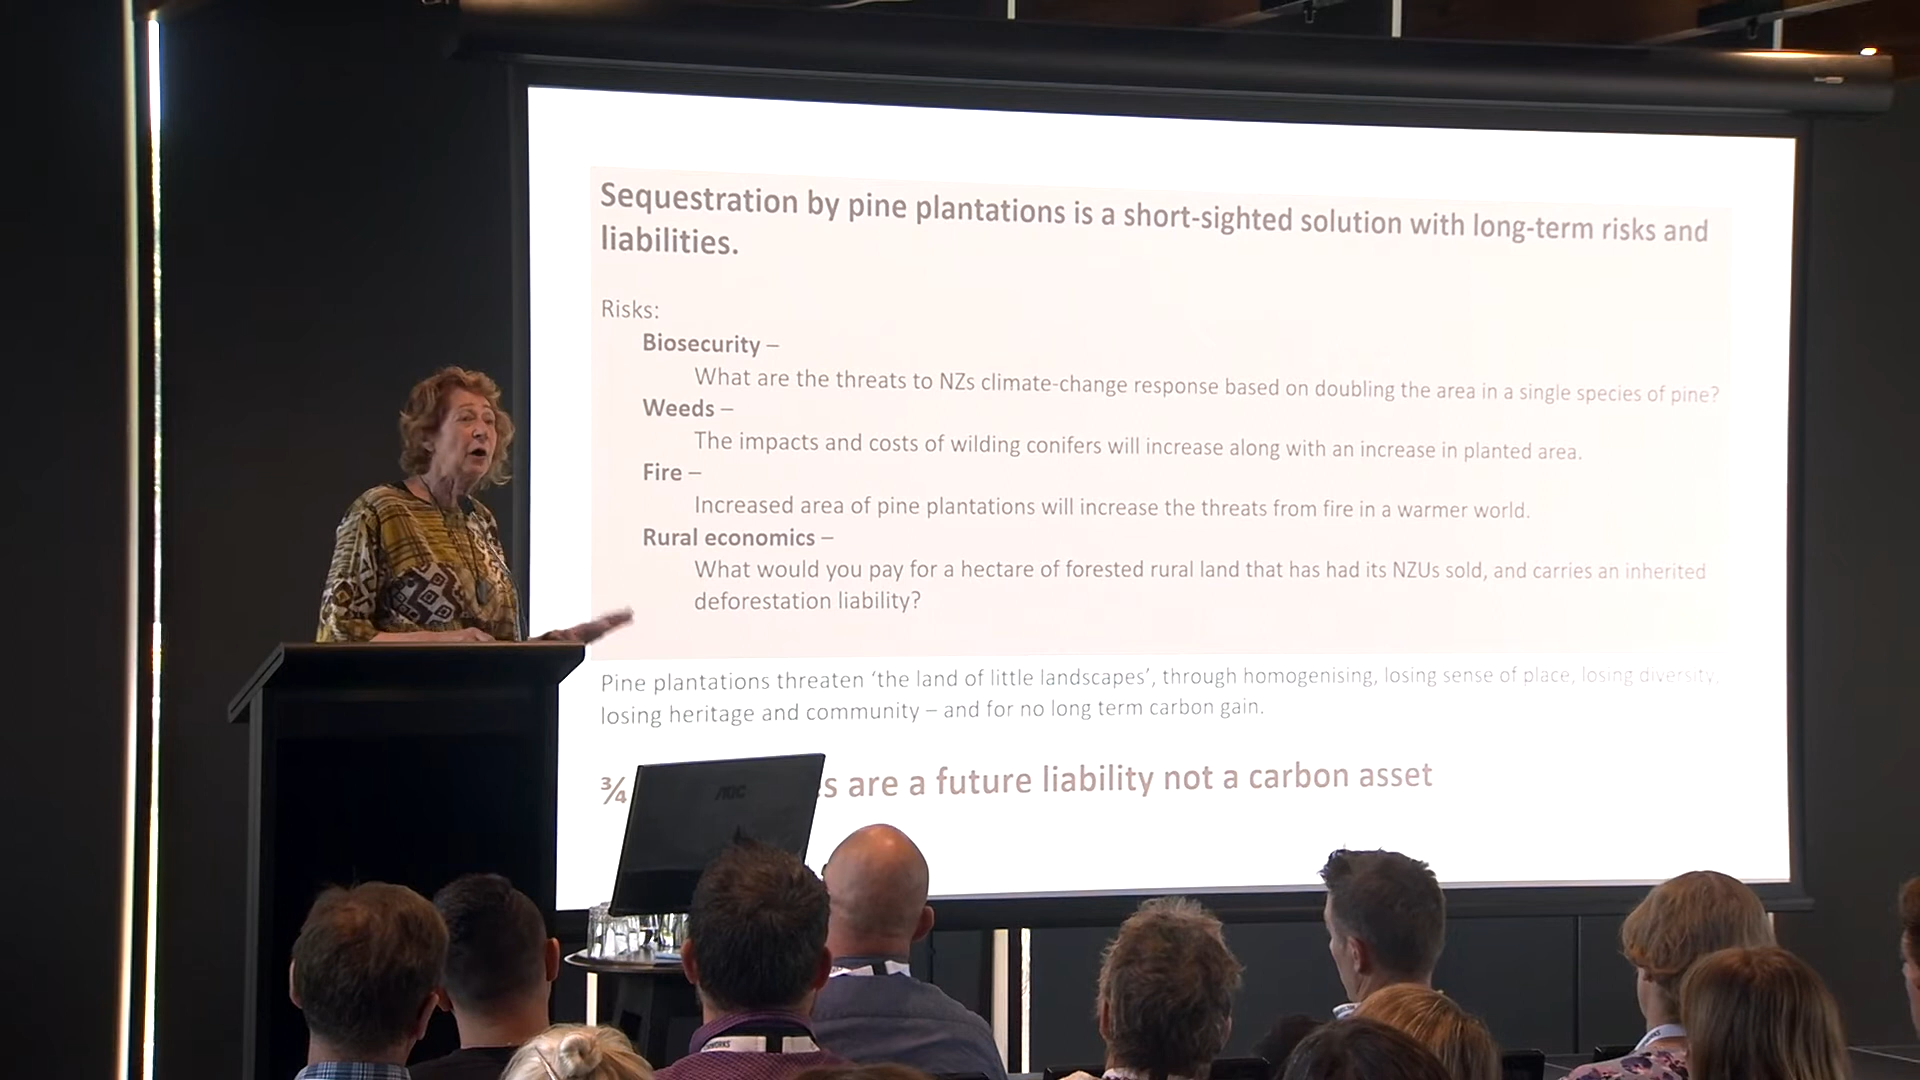 Sequestration by pine plantations is a short-sighted solution with long-term risks and
liabilities.
Risks:
Biosecurity –
What are the threats to NZs climate-change response based on doubling the area in a single species of pine?
Weeds –
The impacts and costs of wilding conifers will increase along with an increase in planted area.
Fire –
Increased area of pine plantations will increase the threats from fire in a warmer world.
Rural economics –
What would you pay for a hectare of forested rural land that has had its NZUs sold, and carries an inherited
deforestation liability?
Pine plantations threaten ‘the land of little landscapes’, through homogenising, losing sense of place, losing diversity,
losing heritage and community – and for no long term carbon gain.
¾ s are a future liability not a carbon asset
AOC